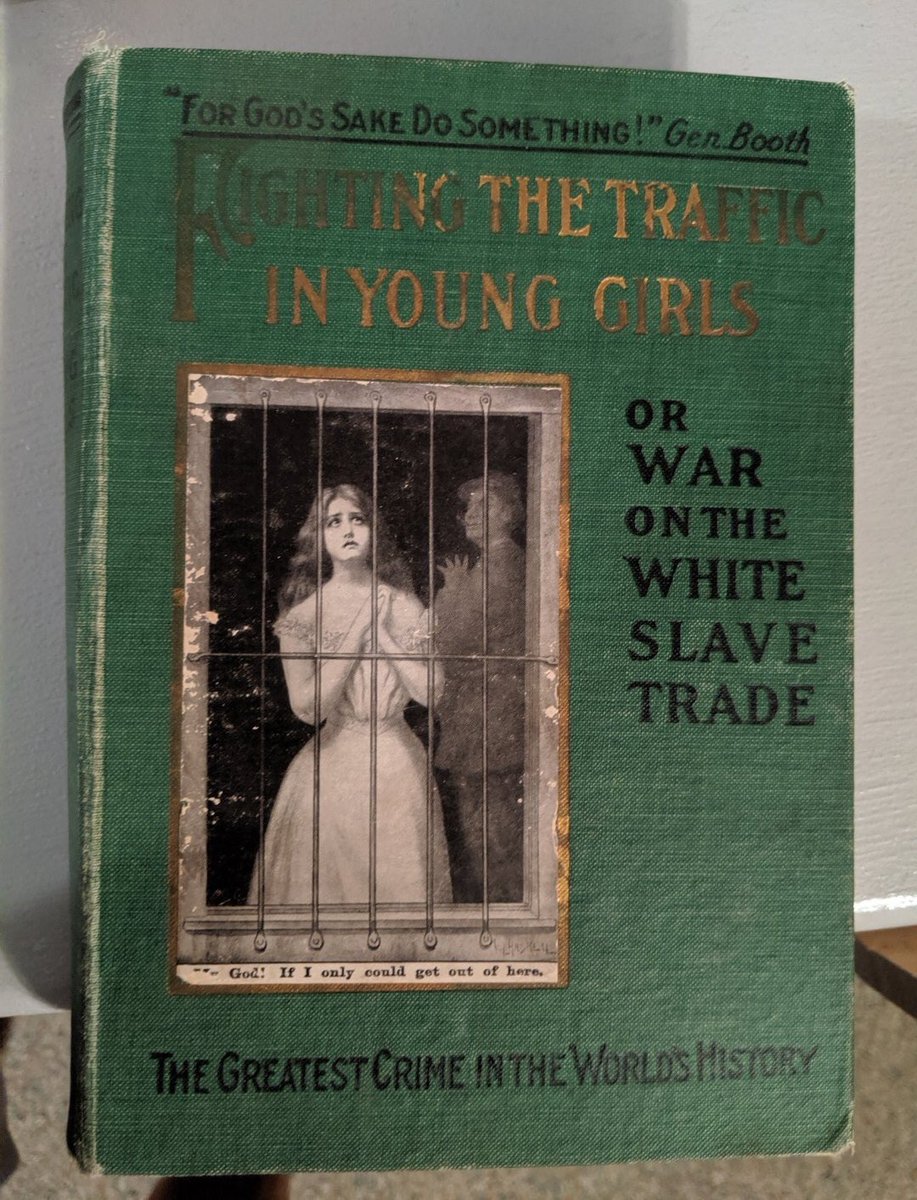 "FOR GOD'S SAKE DO SOMETHING!" Gen. Booth
FIGHTING THE TRAFFIC
IN YOUNG GIRLS
OR
WAR
ON THE
WHITE
SLAVE
TRADE
God! If I only could get out of here.
THE GREATEST CRIME IN THE WORLD'S HISTORY